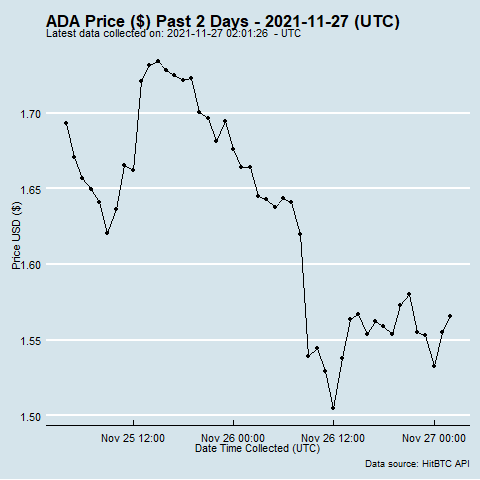 ADA Price ($) Past 2 Days - 2021-11-27 (UTC)
Latest data collected on: 2021-11-27 02:01:26 - UTC
Price USD ($)
1.70
1.65
1.60
1.55
1.50
Nov 25 12:00 Nov 26 00:00 Nov 26 12:00 Nov 27 00:00
Date Time Collected (UTC)
Data source: HitBTC API